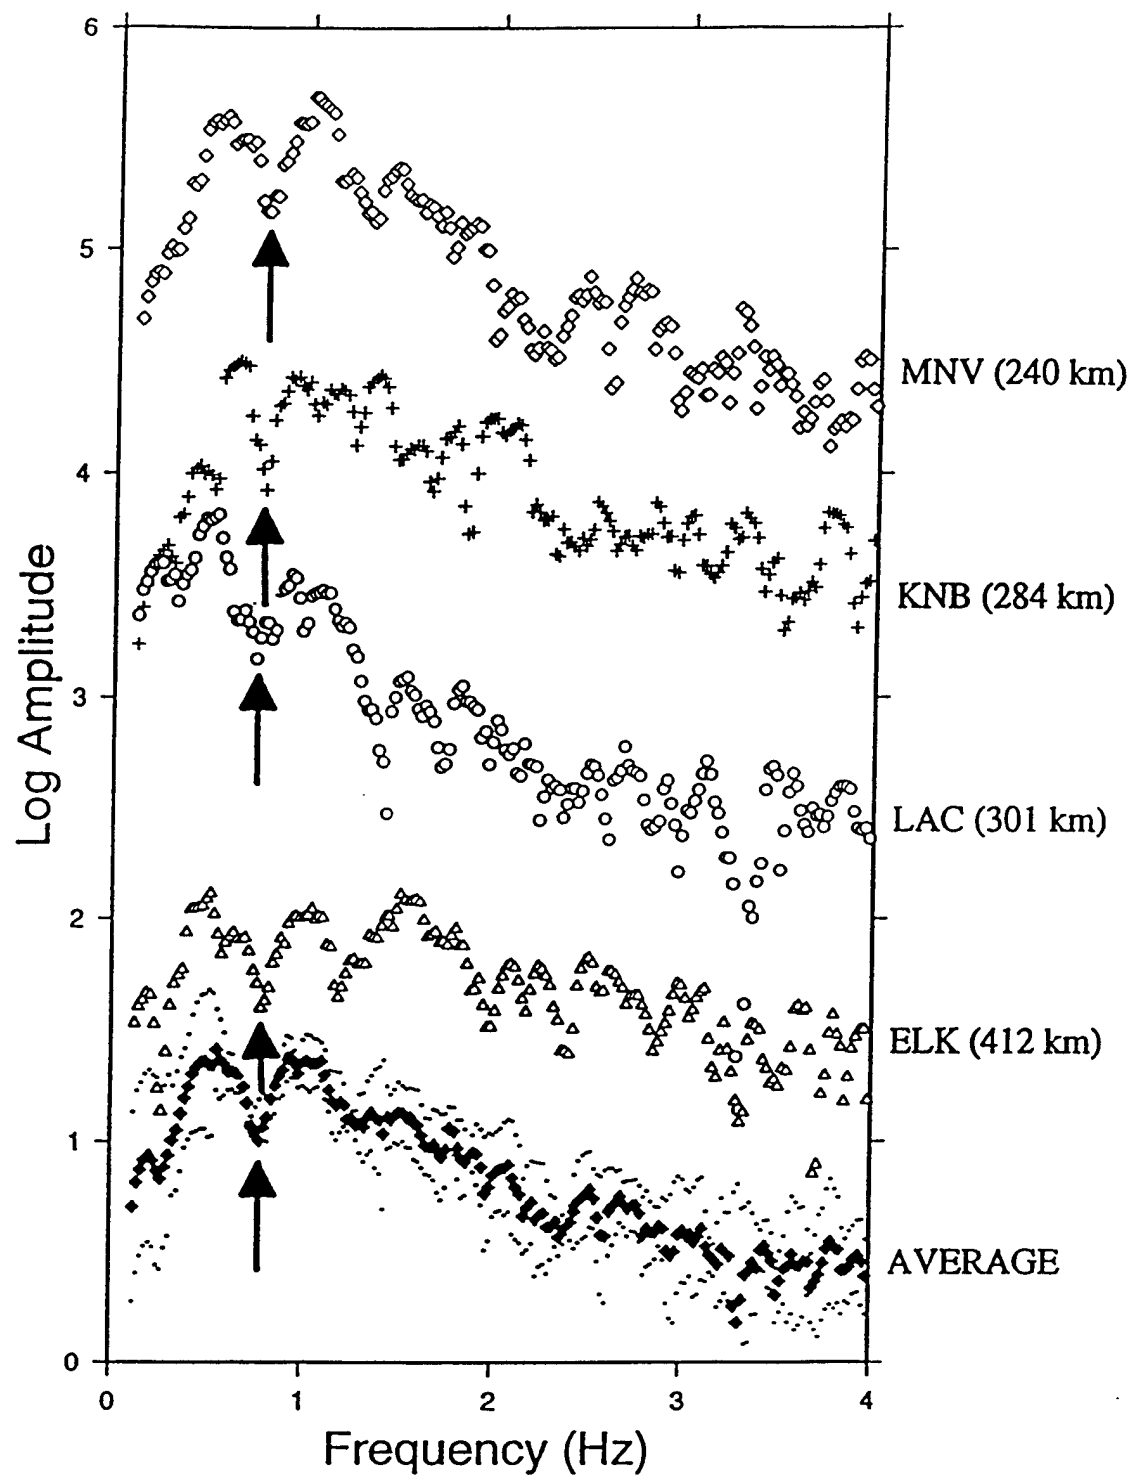 6
5
4
3
2
1
0
Log Amplitude
MNV (240 km)
KNB (284 km)
LAC (301 km)
ELK (412 km)
AVERAGE
0 1 2 3 4
Frequency (Hz)